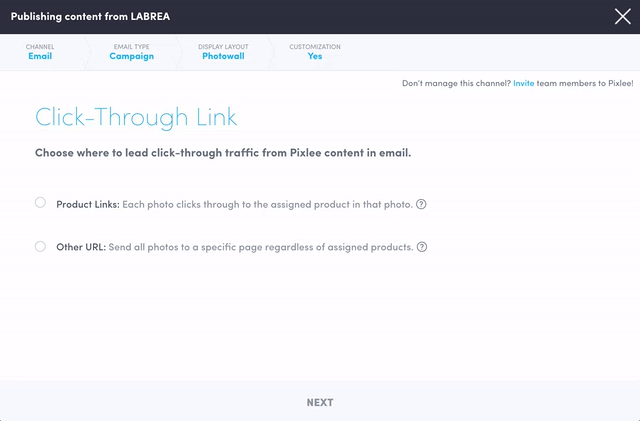 Publishing content from LABREA
CHANNEL
Email
EMAIL TYPE
Campaign
DISPLAY LAYOUT
Photowall
CUSTOMIZATION
Yes
Don't manage this channel? Invite team members to Pixlee!
Click-Through Link
Choose where to lead click-through traffic from Pixlee content in email.
Product Links: Each photo clicks through to the assigned product in that photo. ?
Other URL: Send all photos to a specific page regardless of assigned products. ?
NEXT